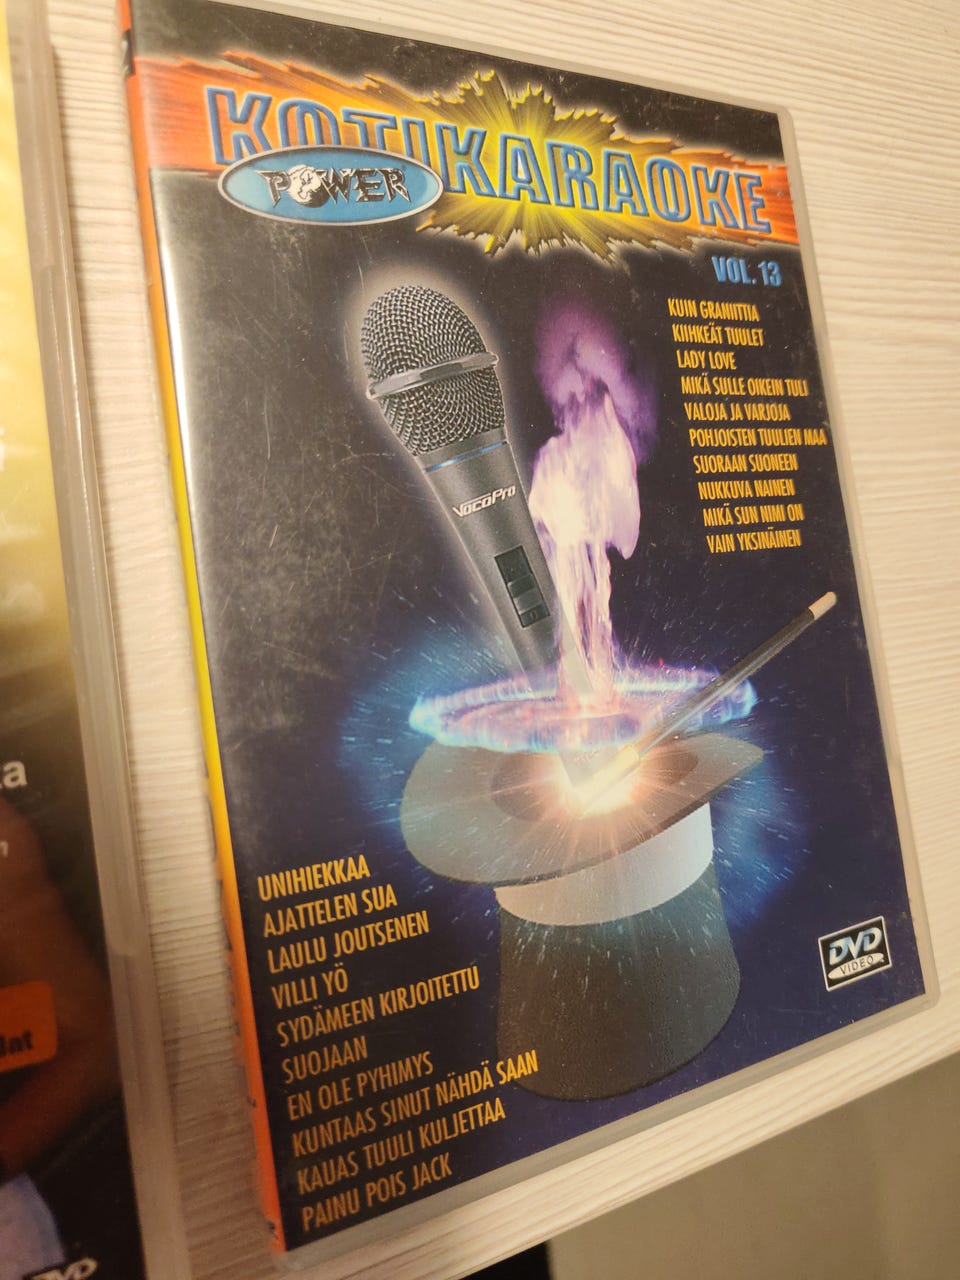 KOTIKARAOKE
POWER
VOL. 13
KUIN GRANIITTIA
KIIHKEÄT TUULET
LADY LOVE
MIKÄ SULLE OIKEIN TULI
VALOJA JA VARJOJA
POHJOISTEN TUULIEN MAA
SUORAAN SUONEEN
NUKKUVA NAINEN
MIKÄ SUN NIMI ON
VAIN YKSINÄINEN
VocoPro
UNIHIEKKAA
AJATTELEN SUA
LAULU JOUTSENEN
VILLI YÖ
SYDÄMEEN KIRJOITETTU
SUOJAAN
EN OLE PYHIMYS
KUNTAAS SINUT NÄHDÄ SAAN
KAUAS TUULI KULJETTAA
PAINU POIS JACK
DVD
VIDEO